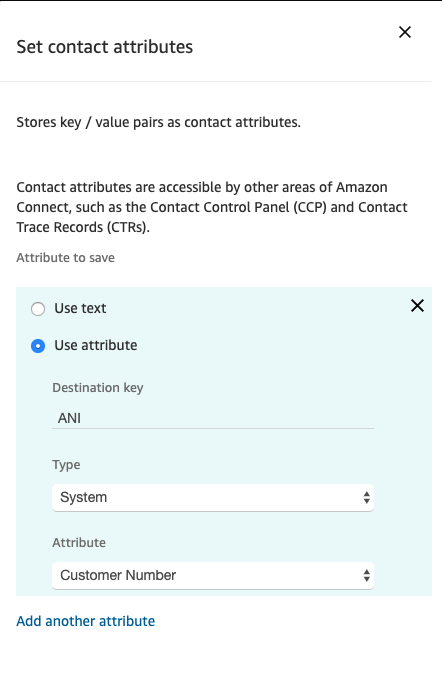 Set contact attributes
Stores key / value pairs as contact attributes.
Contact attributes are accessible by other areas of Amazon
Connect, such as the Contact Control Panel (CCP) and Contact
Trace Records (CTRs).
Attribute to save
Use text
Use attribute
Destination key
ANI
Type
System
Attribute
Customer Number
Add another attribute